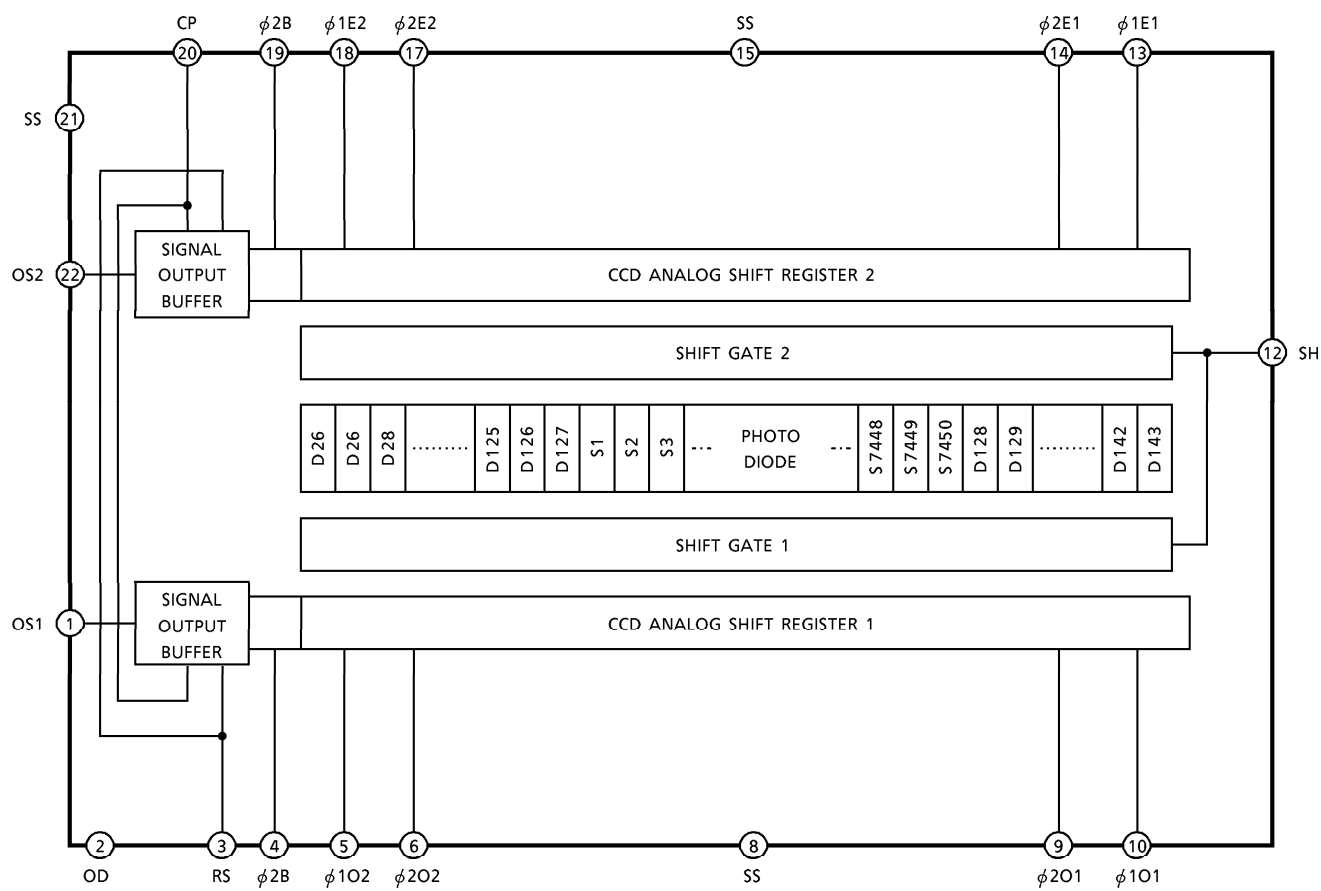 CP φ2B φ1E2 φ2E2 SS φ2E1 φ1E1
20 19 18 17 15 14 13
SS 21
SIGNAL
OUTPUT
BUFFER
OS2 22
CCD ANALOG SHIFT REGISTER 2
SHIFT GATE 2
12 SH
D26 D26 D28 ········· D125 D126 D127 S1 S2 S3 --- PHOTO DIODE --- S7448 S7449 S7450 D128 D129 ········· D142 D143
SHIFT GATE 1
SIGNAL
OUTPUT
BUFFER
OS1 1
CCD ANALOG SHIFT REGISTER 1
2 3 4 5 6 8 9 10
OD RS φ2B φ1O2 φ2O2 SS φ2O1 φ1O1